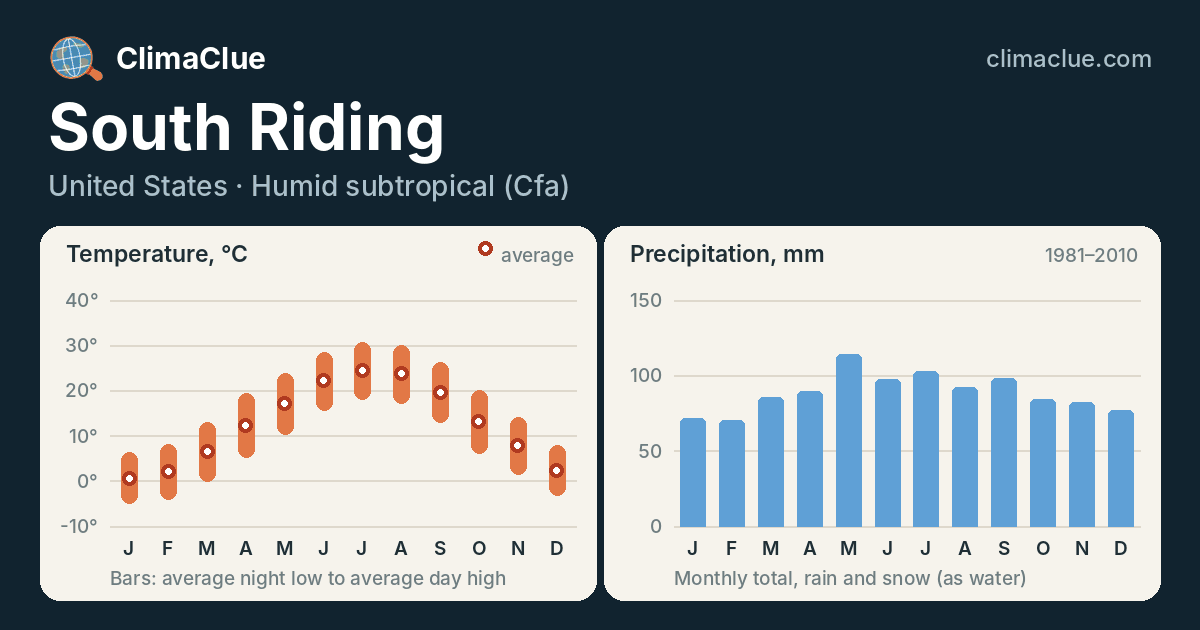 ClimaClue
climaclue.com
South Riding
United States · Humid subtropical (Cfa)
Temperature, °C
average
40°
30°
20°
10°
0°
-10°
J F M A M J J A S O N D
Bars: average night low to average day high
Precipitation, mm
1981–2010
150
100
50
0
J F M A M J J A S O N D
Monthly total, rain and snow (as water)